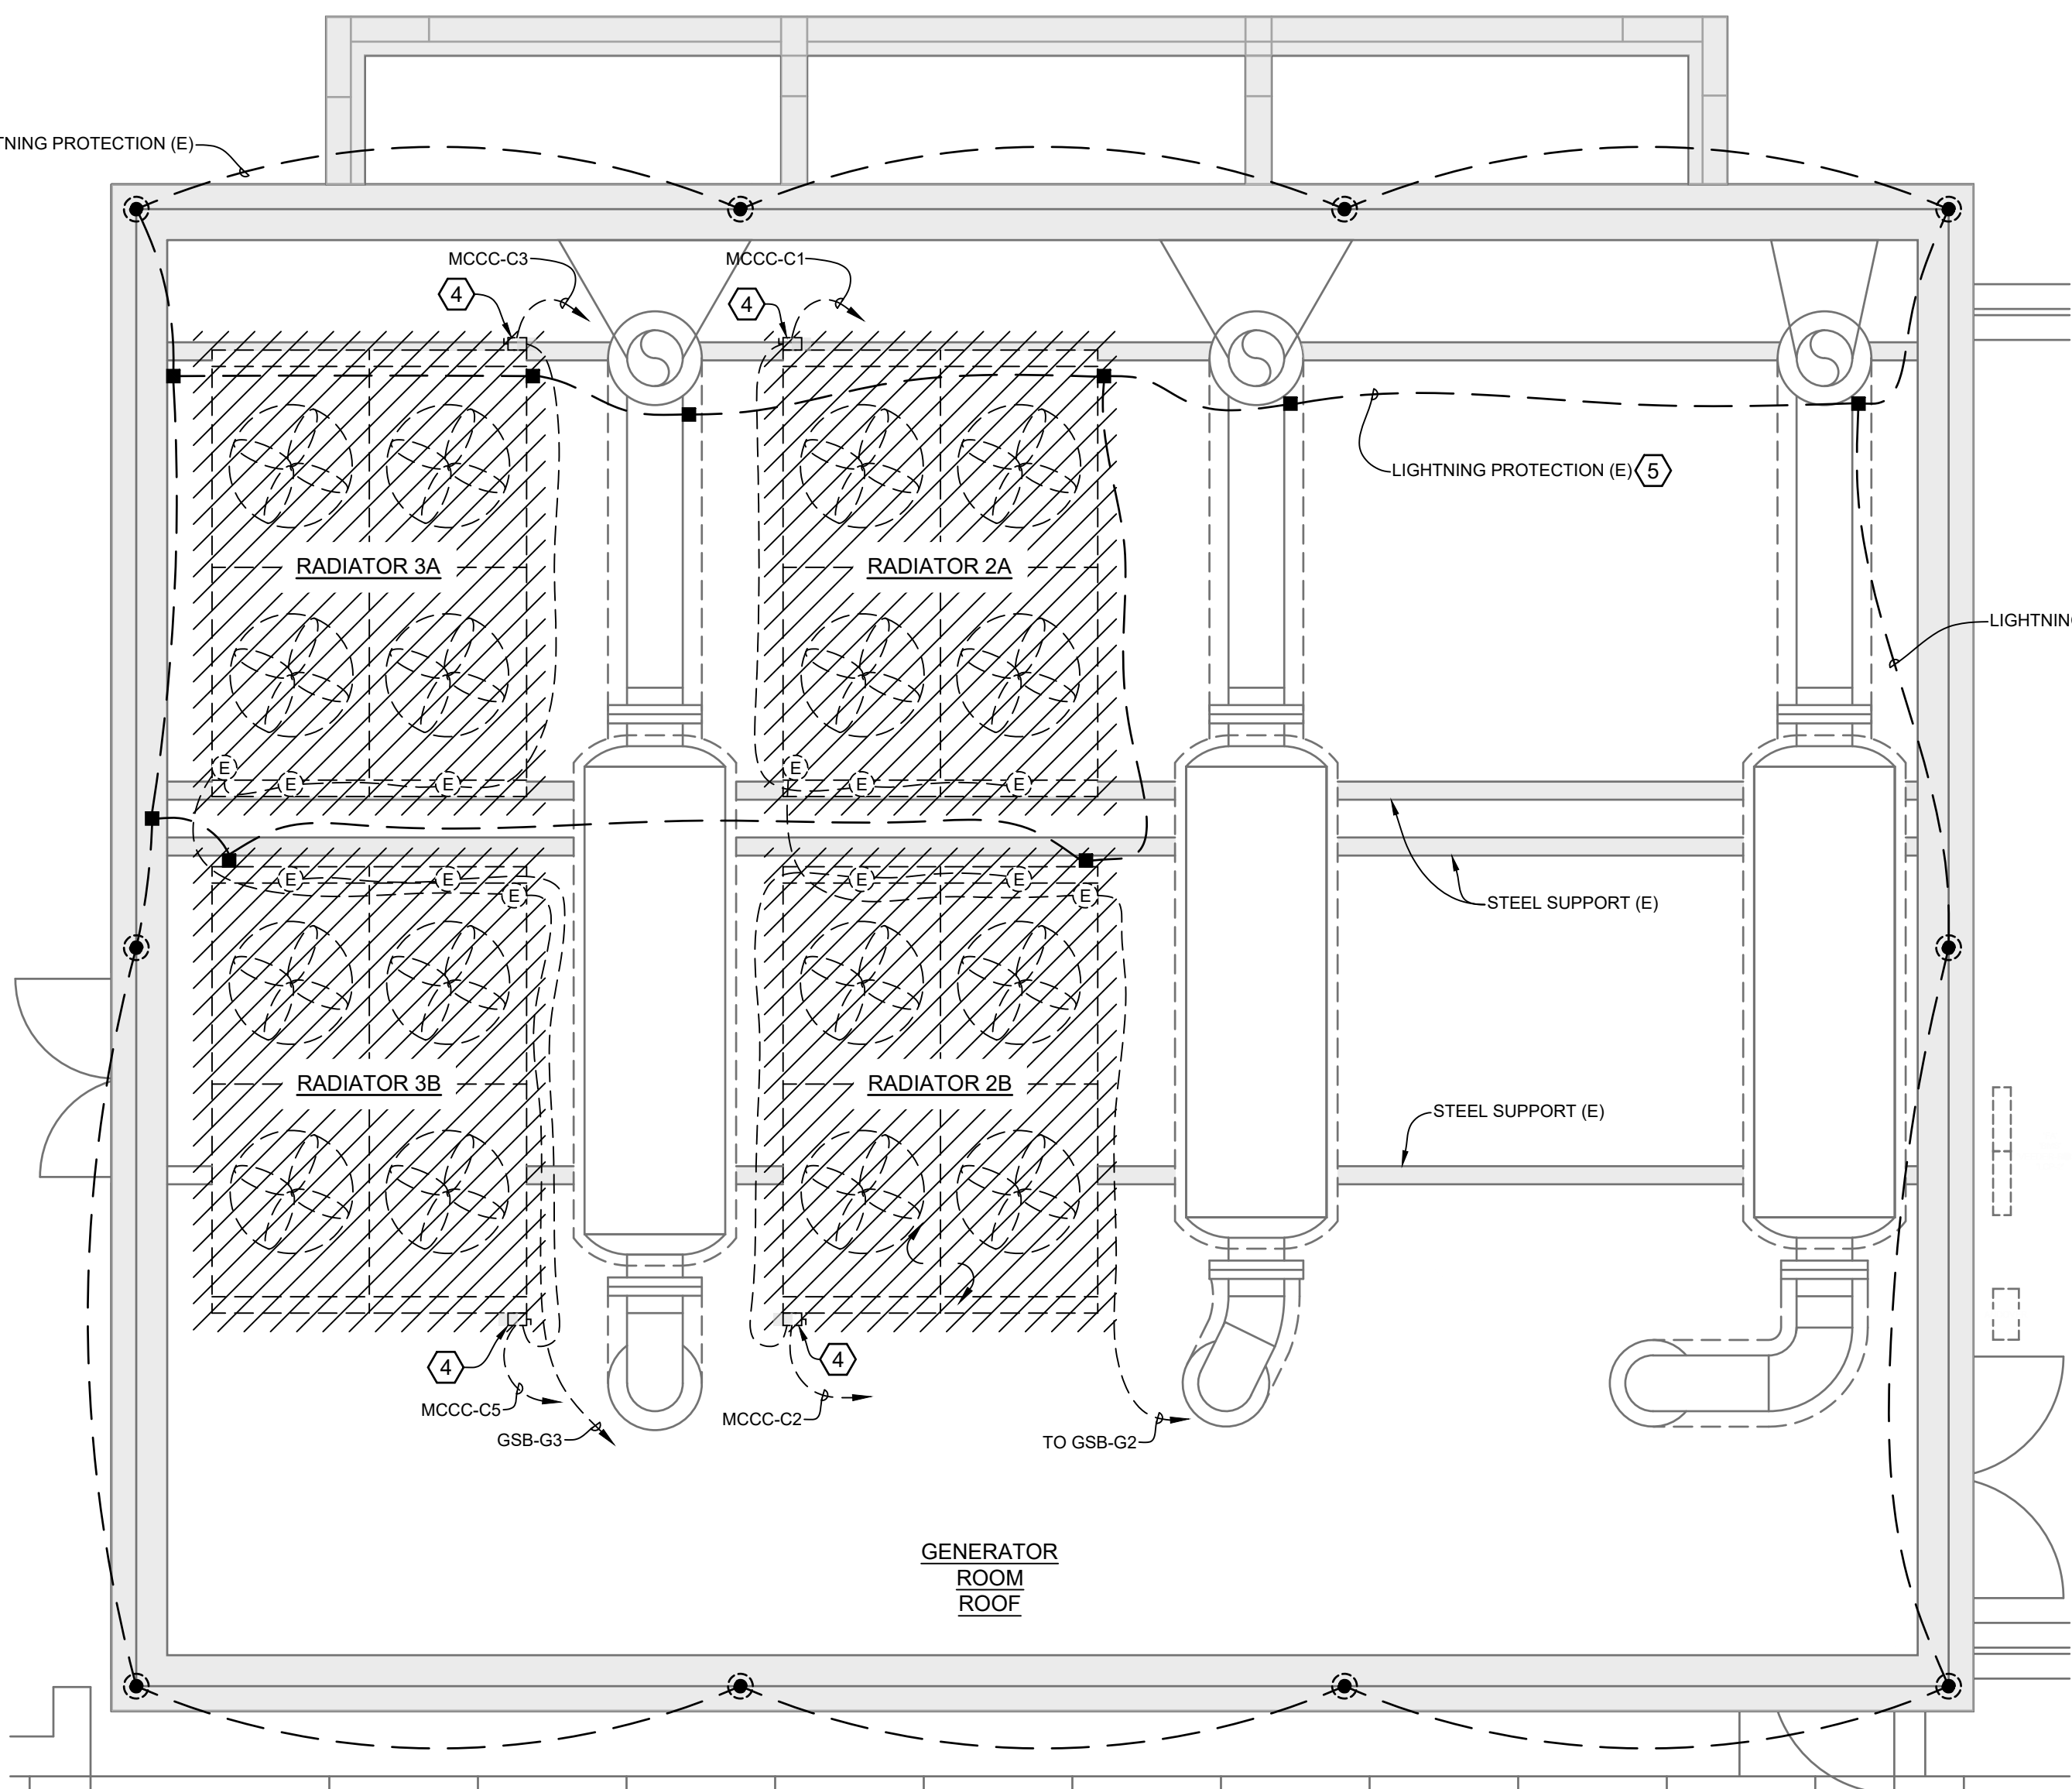 TNING PROTECTION (E)
MCCC-C3
MCCC-C1
4
4
LIGHTNING PROTECTION (E) 5
RADIATOR 3A
RADIATOR 2A
LIGHTNIN
E
E
E
E
E
E
E
E
E
E
E
E
STEEL SUPPORT (E)
RADIATOR 3B
RADIATOR 2B
STEEL SUPPORT (E)
4
4
MCCC-C5
MCCC-C2
GSB-G3
TO GSB-G2
GENERATOR
ROOM
ROOF